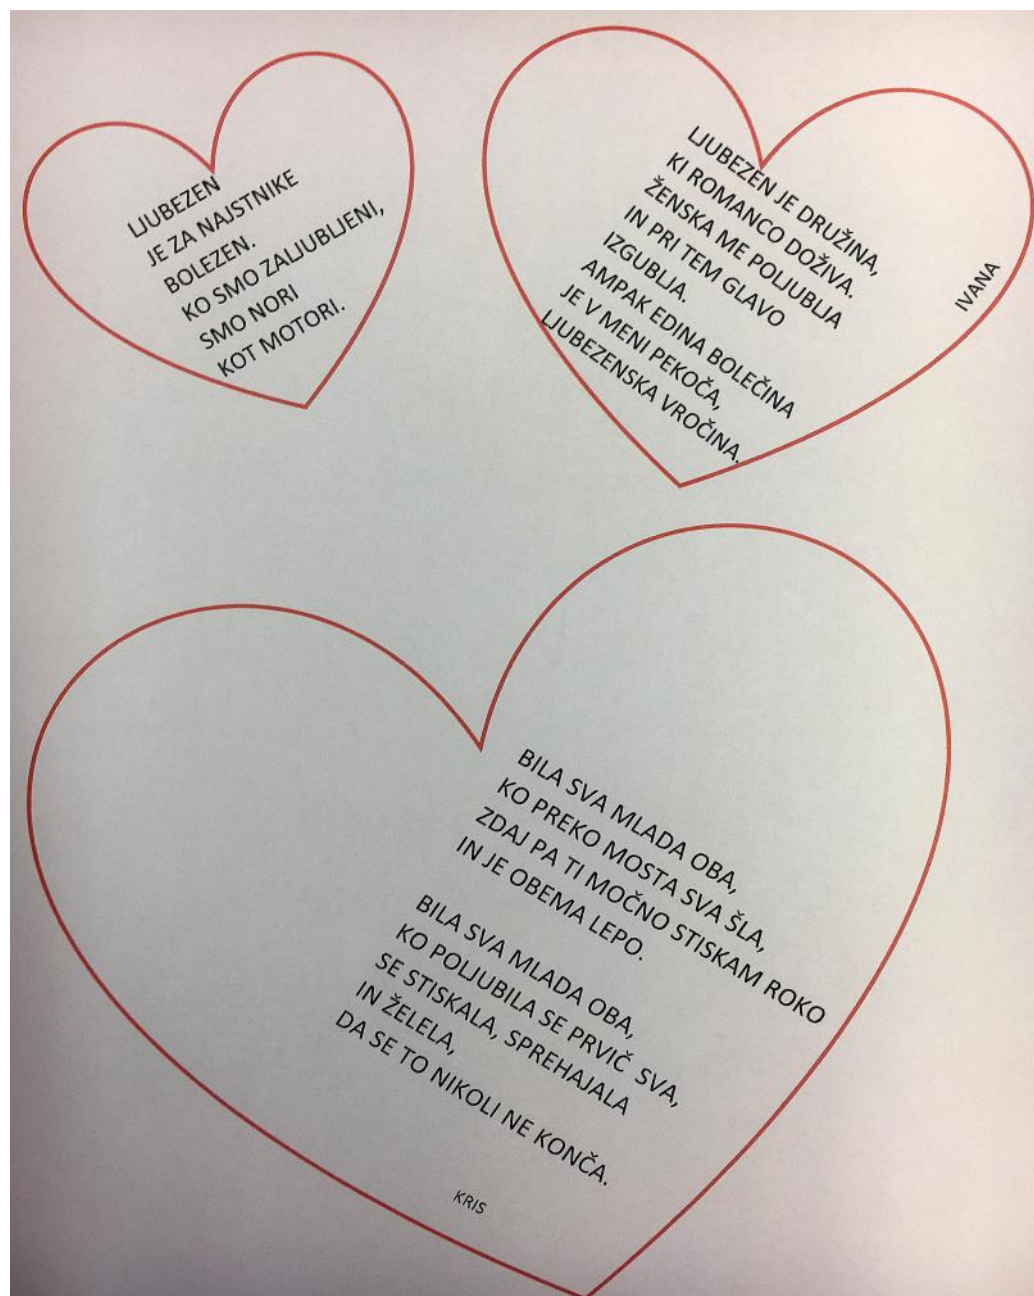 LJUBEZEN
JE ZA NAJSTNIKE
BOLEZEN.
KO SMO ZALJUBLJENI,
SMO NORI
KOT MOTORI.
LJUBEZEN JE DRUŽINA,
KI ROMANCO DOŽIVA.
ŽENSKA ME POLJUBLJA
IN PRI TEM GLAVO
IZGUBLJA.
AMPAK EDINA BOLEČINA
JE V MENI PEKOČA,
LJUBEZENSKA VROČINA.
IVANA
BILA SVA MLADA OBA,
KO PREKO MOSTA SVA ŠLA,
ZDAJ PA TI MOČNO STISKAM ROKO
IN JE OBEMA LEPO.
BILA SVA MLADA OBA,
KO POLJUBILA SE PRVIČ SVA,
SE STISKALA, SPREHAJALA
IN ŽELELA,
DA SE TO NIKOLI NE KONČA.
KRIS